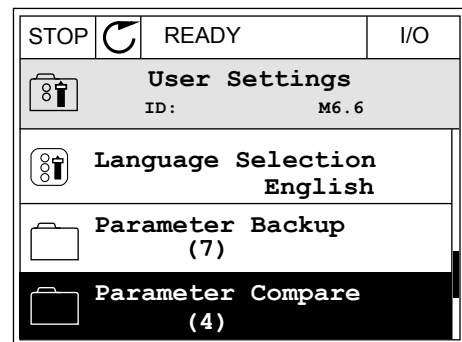 STOP READY I/O
User Settings
ID: M6.6
Language Selection
English
Parameter Backup
(7)
Parameter Compare
(4)